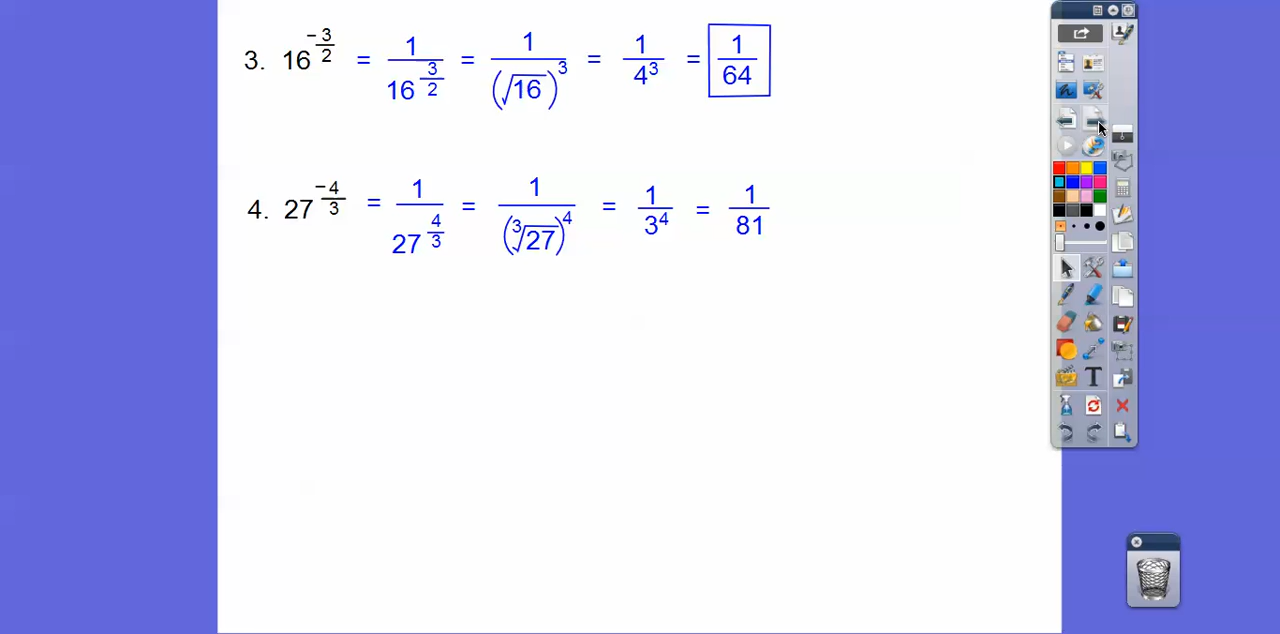 3. 16^(-3/2) = 1/16^(3/2) = 1/(√16)^3 = 1/4^3 = 1/64
4. 27^(-4/3) = 1/27^(4/3) = 1/(∛27)^4 = 1/3^4 = 1/81
T